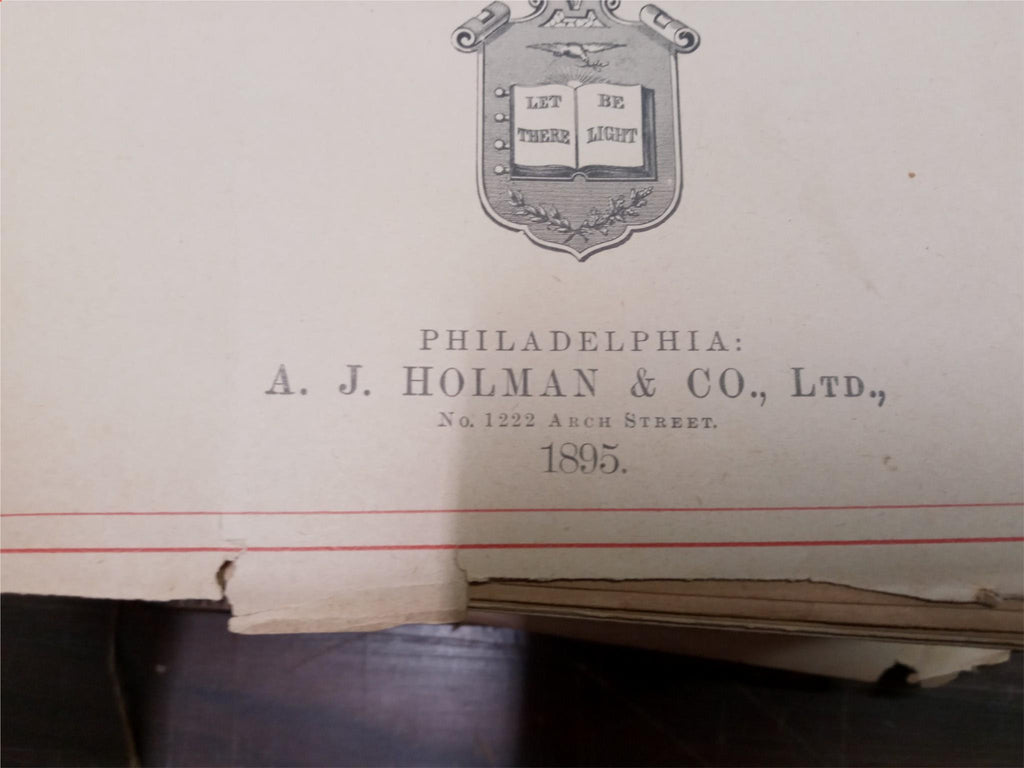 LET BE
THERE LIGHT
PHILADELPHIA:
A. J. HOLMAN & CO., LTD.,
No. 1222 ARCH STREET.
1895.